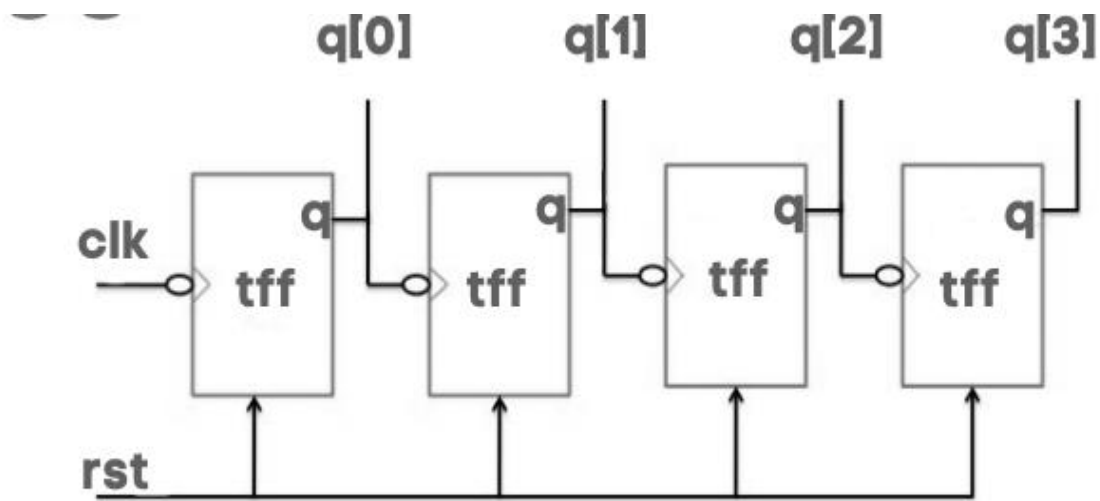 q[0] q[1] q[2] q[3]
q q q q
clk
tff tff tff tff
rst